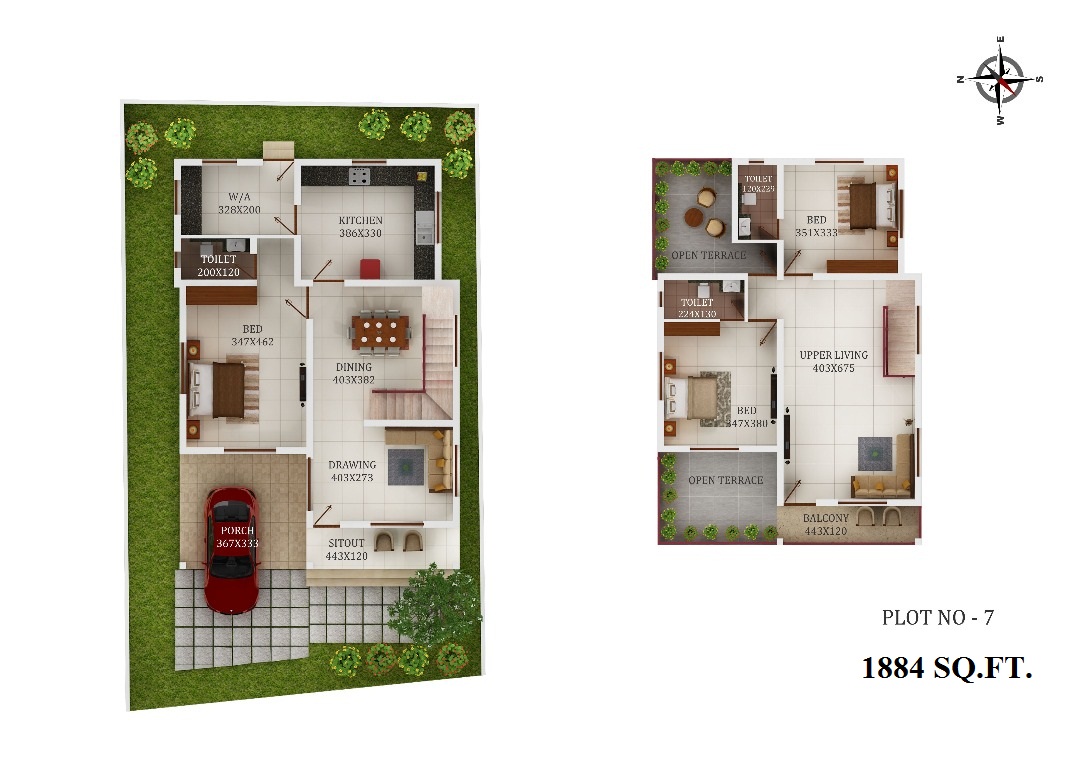 E
N
S
W
W/A
328X200
KITCHEN
386X330
TOILET
200X120
BED
347X462
DINING
403X382
DRAWING
403X273
PORCH
367X333
SITOUT
443X120
TOILET
120X229
BED
351X333
OPEN TERRACE
TOILET
224X130
UPPER LIVING
403X675
BED
347X380
OPEN TERRACE
BALCONY
443X120
PLOT NO - 7
1884 SQ.FT.